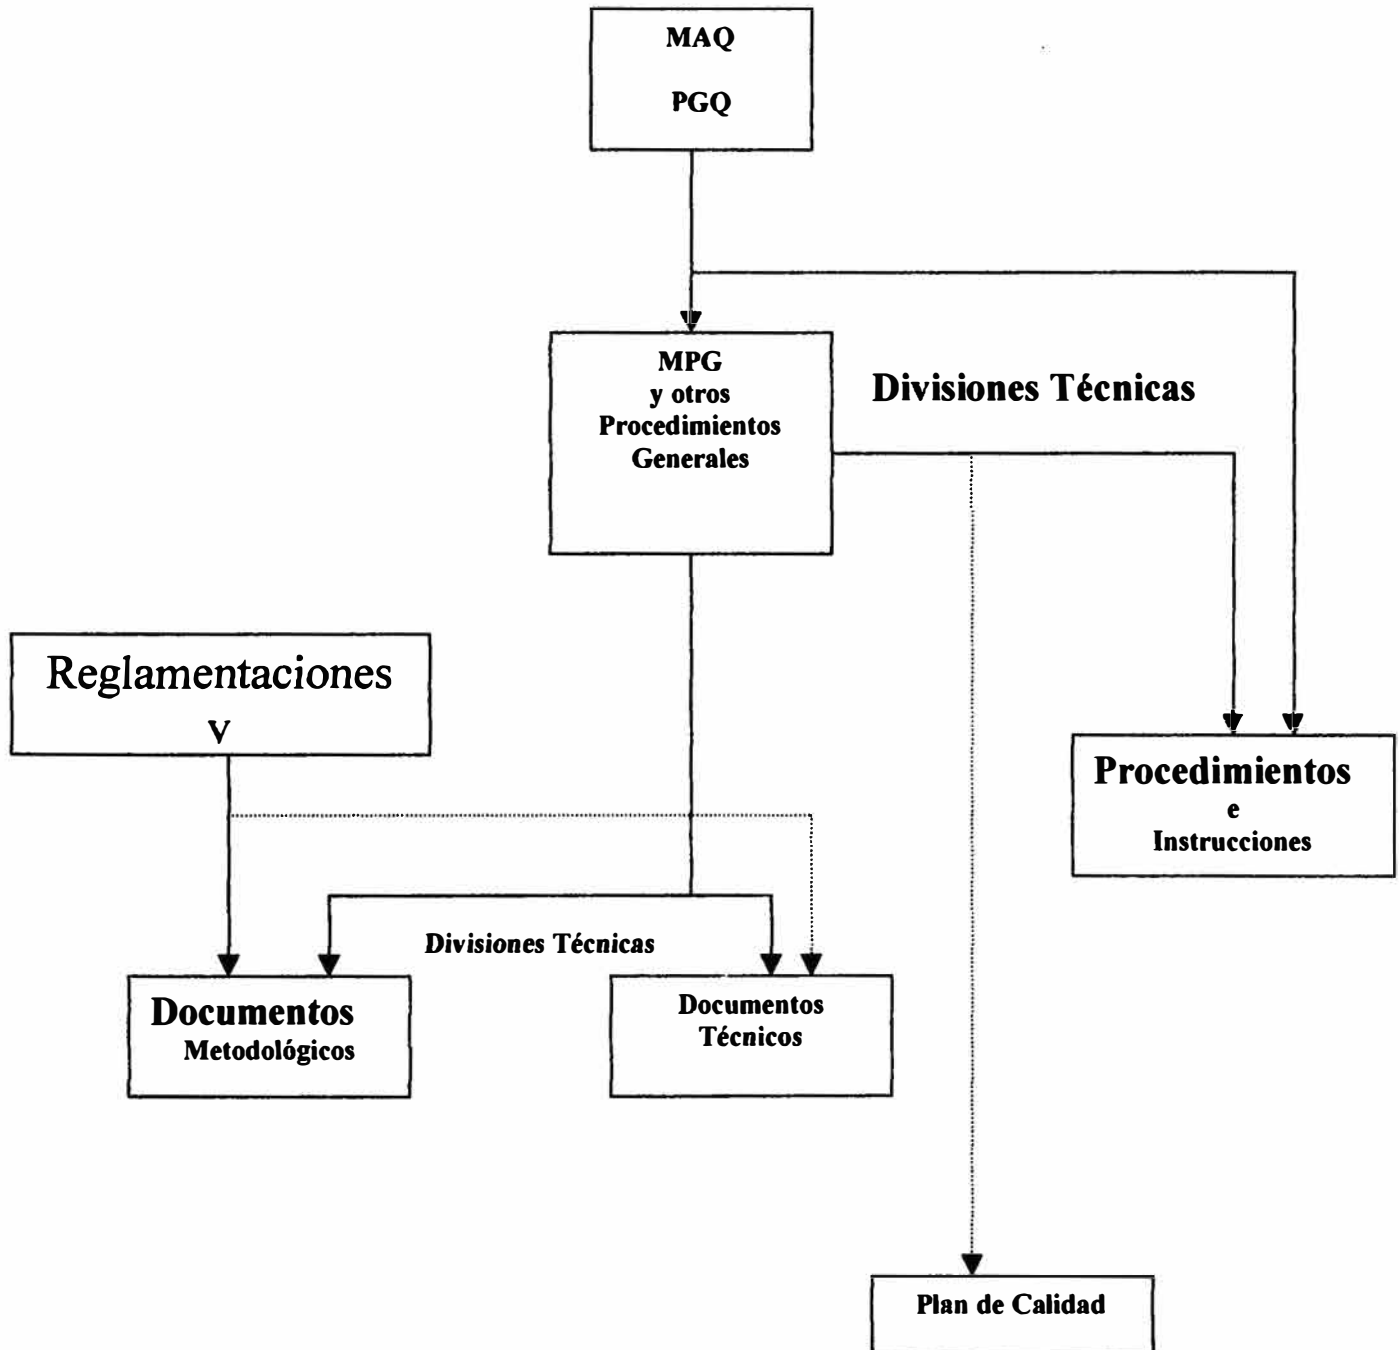 MAQ
PGQ
MPG
y otros
Procedimientos
Generales
Divisiones Técnicas
Reglamentaciones
V
Procedimientos
e
Instrucciones
Divisiones Técnicas
Documentos
Metodológicos
Documentos
Técnicos
Plan de Calidad